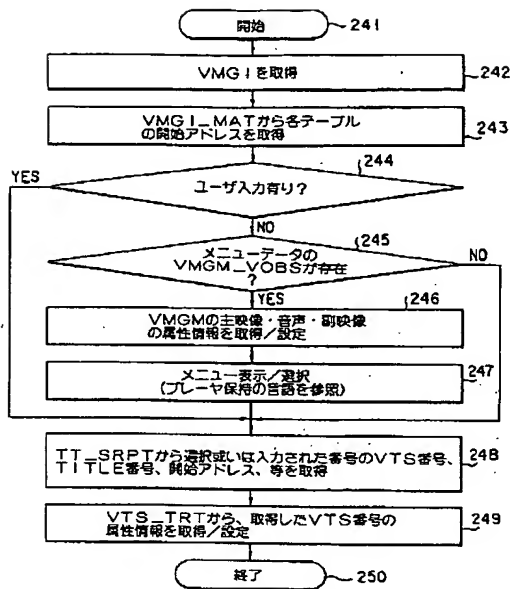 開始
241
VMGIを取得
242
VMGI_MATから各テーブル
の開始アドレスを取得
243
244
YES
ユーザ入力有り?
NO
245
メニューデータの
VMGM_VOBSが存在
?
NO
YES
246
VMGMの主映像・音声・副映像
の属性情報を取得/設定
247
メニュー表示/選択
(プレーヤ保持の言語を参照)
TT_SRPTから選択或いは入力された番号のVTS番号、
TITLE番号、開始アドレス、等を取得
248
VTS_TRTから、取得したVTS番号の
属性情報を取得/設定
249
終了
250